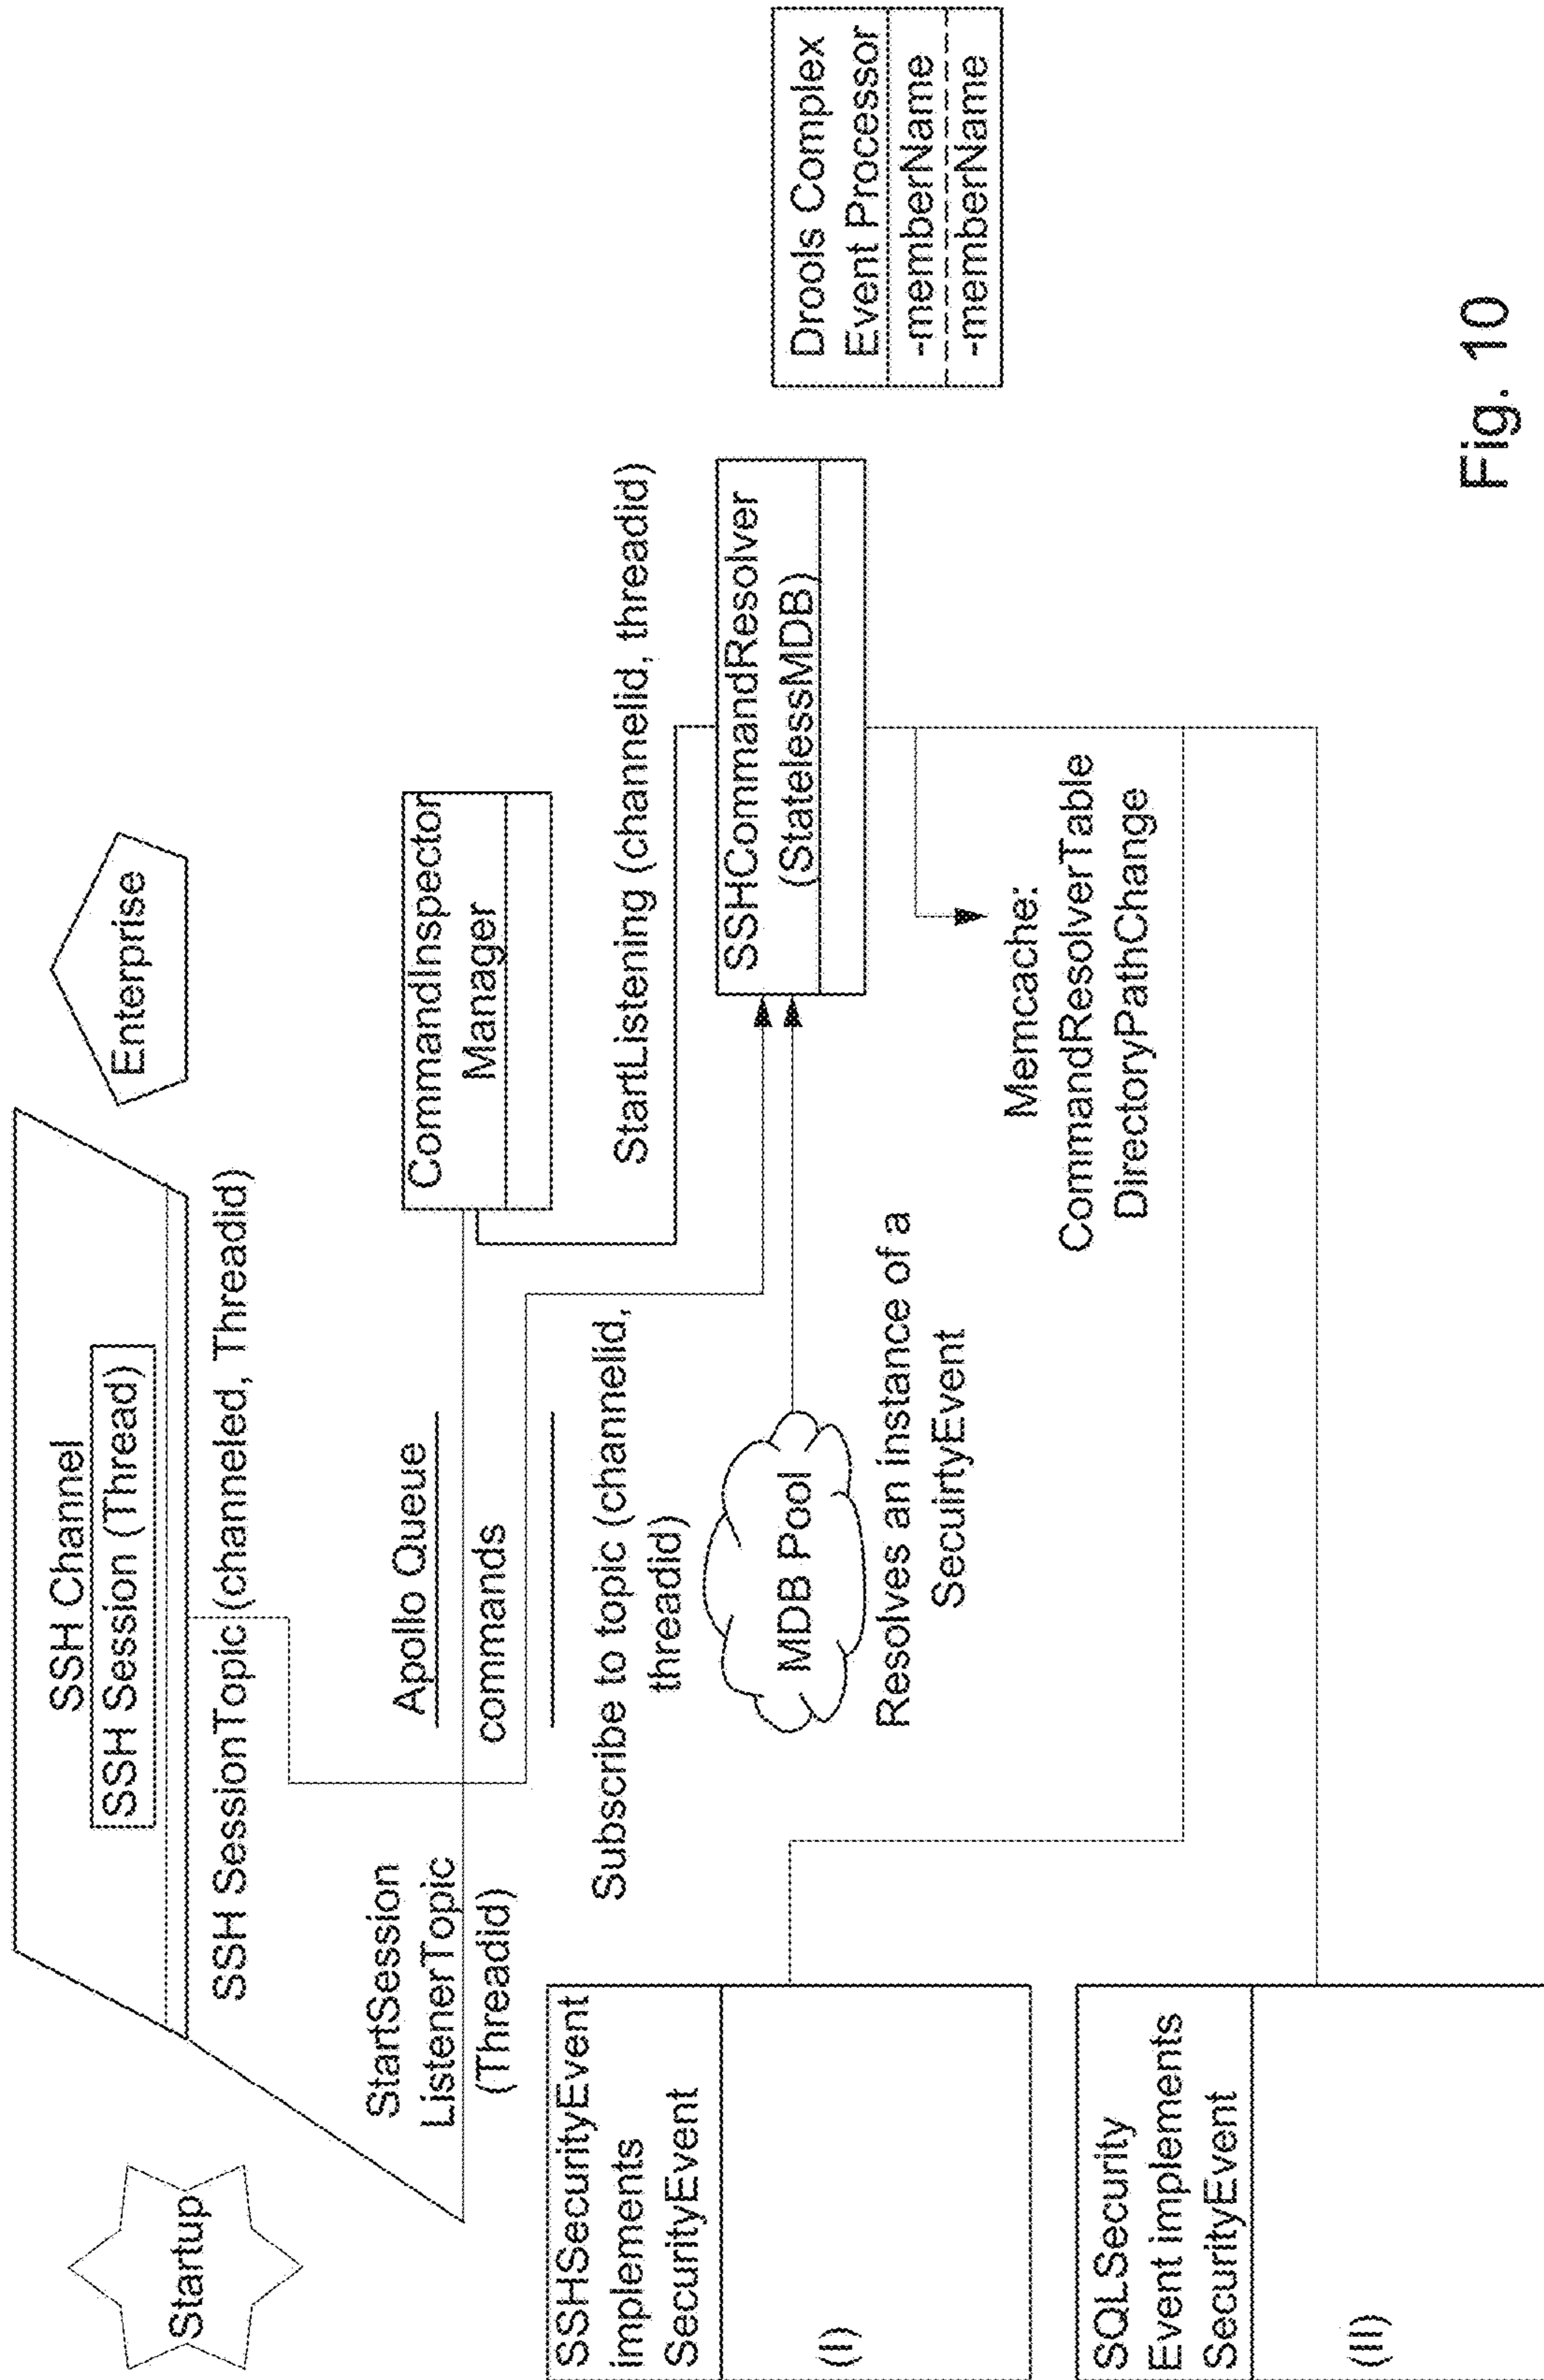 Startup
SSH Channel
SSH Session (Thread)
Enterprise
SSH SessionTopic (channeled, Threadid)
StartSession
ListenerTopic
(Threadid)
Apollo Queue
commands
CommandInspector
Manager
Subscribe to topic (channelid,
threadid)
StartListening (channelid, threadid)
SSHSecurityEvent
implements
SecurityEvent
(I)
MDB Pool
Resolves an instance of a
SecuirtyEvent
SSHCommandResolver
(StatelessMDB)
Drools Complex
Event Processor
-memberName
-memberName
Memcache:
CommandResolverTable
DirectoryPathChange
SQLSecurity
Event implements
SecurityEvent
(III)
Fig. 10